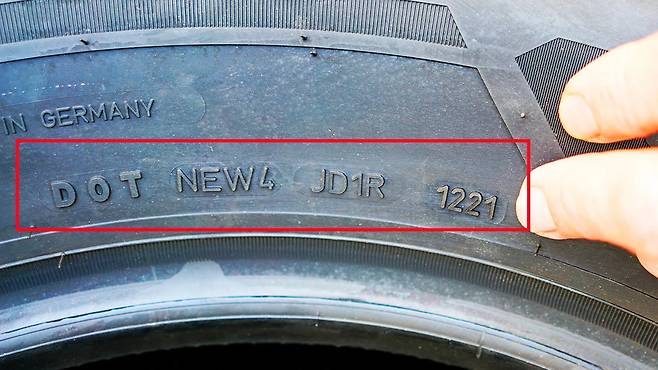 IN GERMANY
DOT NEW4 JD1R 1221